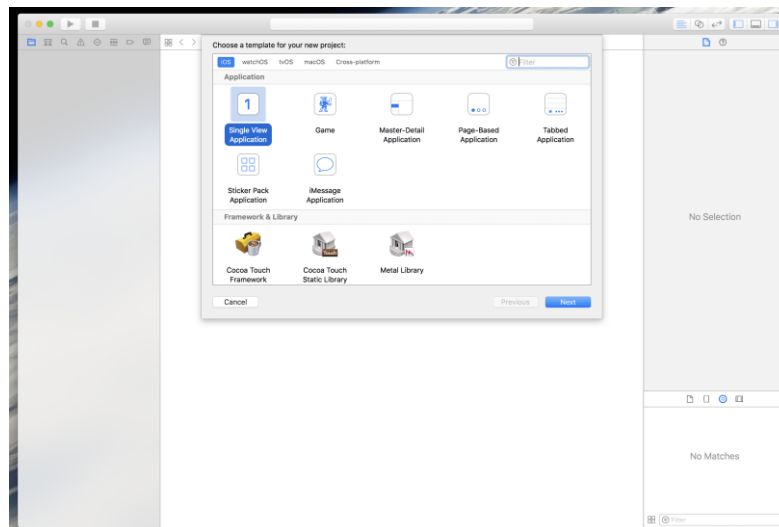 Choose a template for your new project:
iOS watchOS tvOS macOS Cross-platform
Filter
Application
1
Single View
Application
Game
Master-Detail
Application
Page-Based
Application
Tabbed
Application
Sticker Pack
Application
iMessage
Application
Framework & Library
Cocoa Touch
Framework
Cocoa Touch
Static Library
Metal Library
Cancel
Previous
Next
No Selection
No Matches
Filter